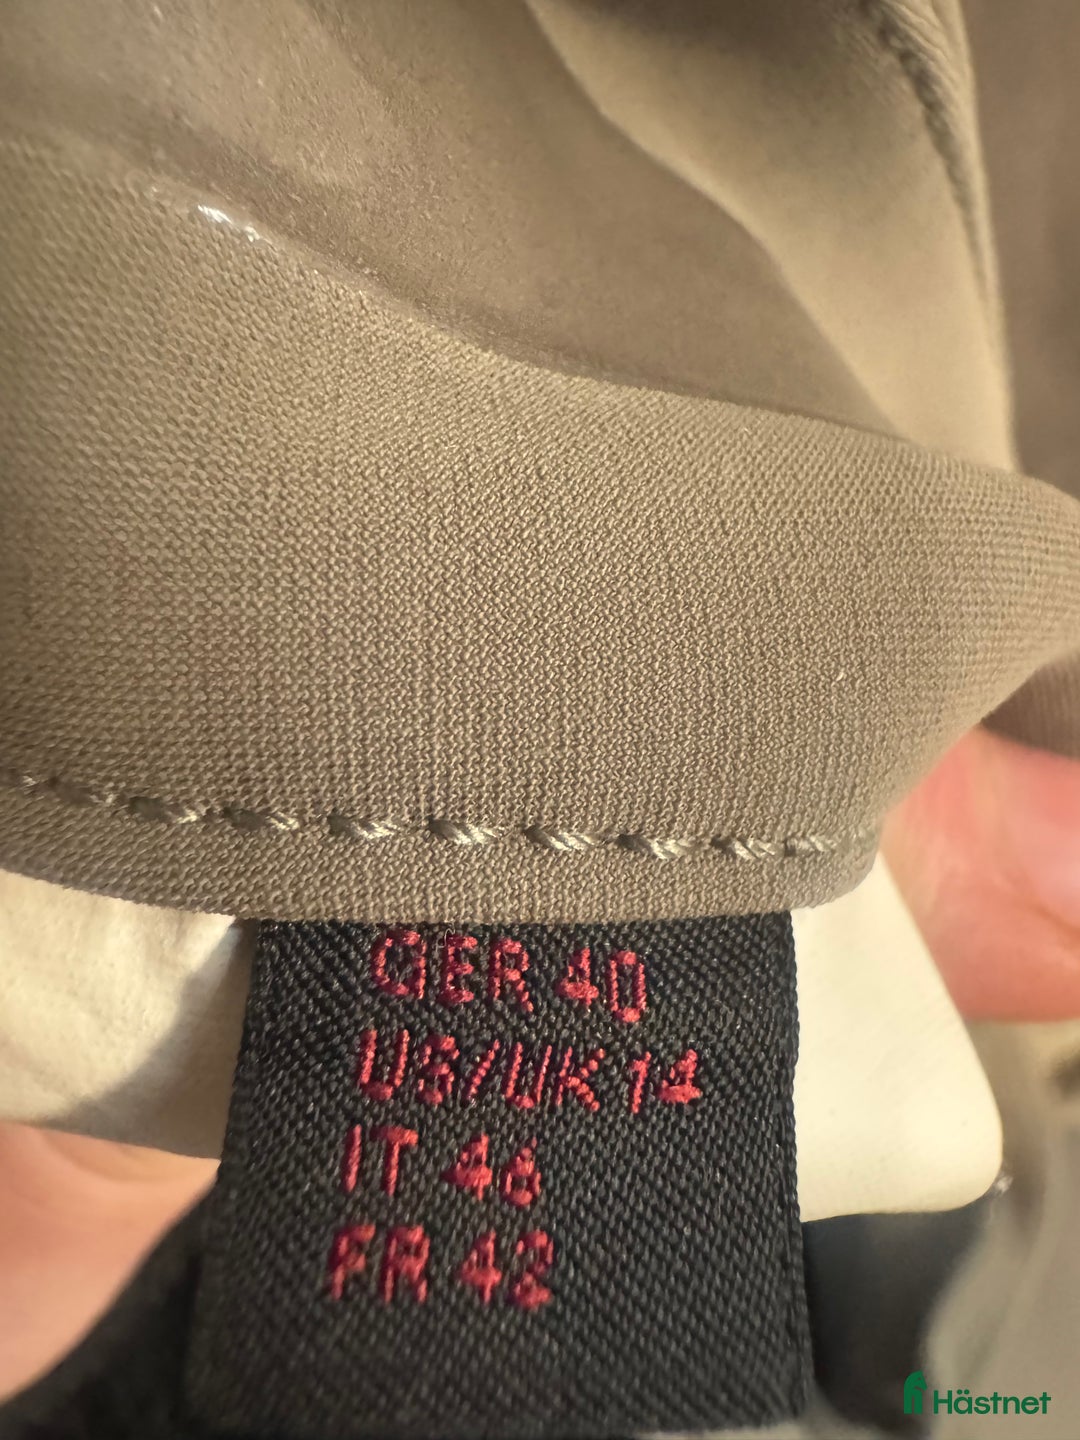 GER 40
US/UK 14
IT 46
FR 42
Hästnet